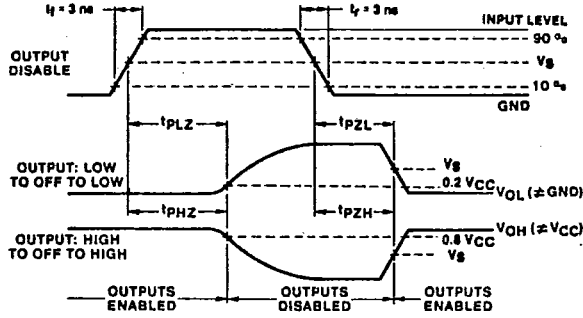 tr = 3 ns
tf = 3 ns
INPUT LEVEL
90 %
VS
10 %
GND
OUTPUT
DISABLE
tPLZ
tPZL
OUTPUT: LOW
TO OFF TO LOW
VS
0.2 VCC
VOL (≠GND)
tPHZ
tPZH
OUTPUT: HIGH
TO OFF TO HIGH
VOH (≠VCC)
0.8 VCC
VS
OUTPUTS
ENABLED
OUTPUTS
DISABLED
OUTPUTS
ENABLED